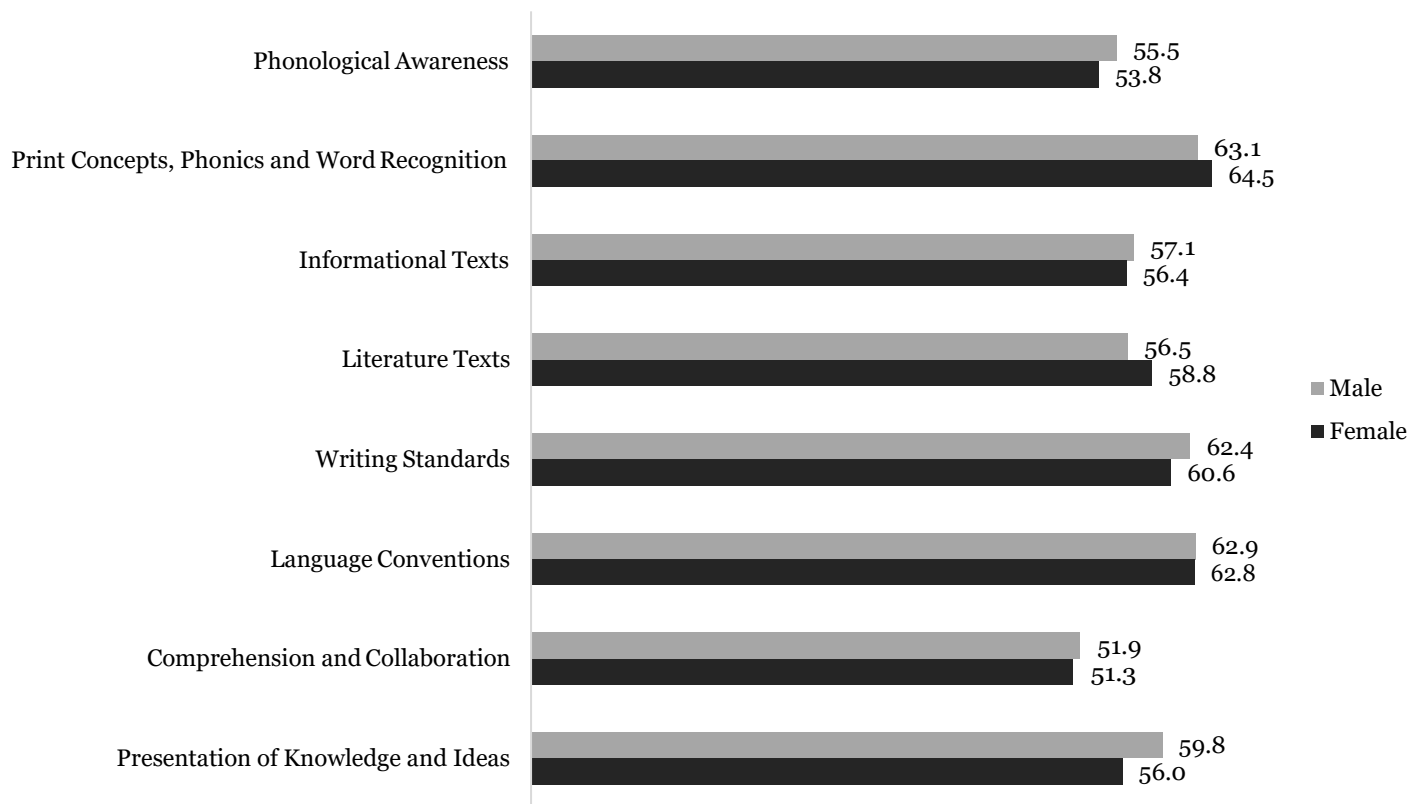 Phonological Awareness
55.5
53.8
Print Concepts, Phonics and Word Recognition
63.1
64.5
Informational Texts
57.1
56.4
Literature Texts
56.5
58.8
Writing Standards
62.4
60.6
Language Conventions
62.9
62.8
Comprehension and Collaboration
51.9
51.3
Presentation of Knowledge and Ideas
59.8
56.0
Male
Female